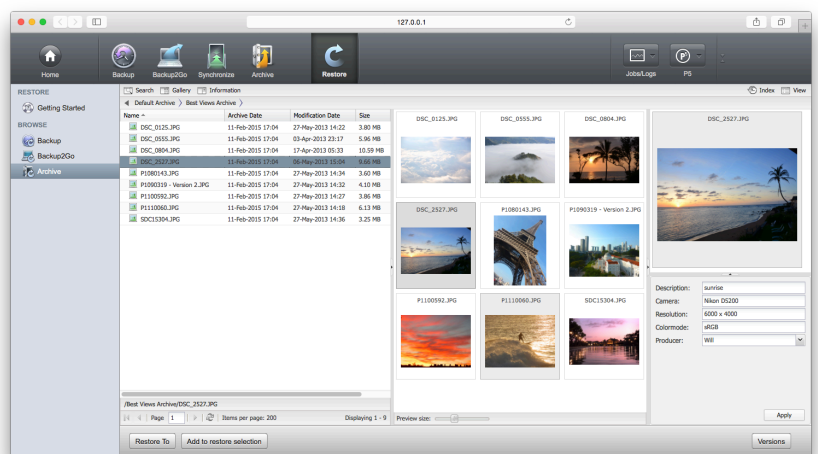 127.0.0.1
Home
Backup
Backup2Go
Synchronize
Archive
Restore
Jobs/Logs
P5
RESTORE
Getting Started
BROWSE
Backup
Backup2Go
Archive
Search Gallery Information
Index View
Default Archive Best Views Archive
Name Archive Date Modification Date Size
DSC_0125.JPG 11-Feb-2015 17:04 27-May-2013 14:22 3.80 MB
DSC_0555.JPG 11-Feb-2015 17:04 03-Apr-2013 23:17 5.96 MB
DSC_0804.JPG 11-Feb-2015 17:04 17-Apr-2013 05:33 10.59 MB
DSC_2527.JPG 11-Feb-2015 17:04 06-May-2013 15:04 9.66 MB
P1080143.JPG 11-Feb-2015 17:04 27-May-2013 14:34 3.60 MB
P1090319 - Version 2.JPG 11-Feb-2015 17:04 27-May-2013 14:32 4.10 MB
P1100592.JPG 11-Feb-2015 17:04 27-May-2013 14:27 3.86 MB
P1110060.JPG 11-Feb-2015 17:04 27-May-2013 14:18 6.13 MB
SDC15304.JPG 11-Feb-2015 17:04 27-May-2013 14:36 3.25 MB
/Best Views Archive/DSC_2527.JPG
Page 1 Items per page: 200 Displaying 1 - 9
DSC_0125.JPG DSC_0555.JPG DSC_0804.JPG
DSC_2527.JPG P1080143.JPG P1090319 - Version 2.JPG
P1100592.JPG P1110060.JPG SDC15304.JPG
Preview size:
DSC_2527.JPG
Description: sunrise
Camera: Nikon D5200
Resolution: 6000 x 4000
Colormode: sRGB
Producer: Will
Apply
Restore To Add to restore selection
Versions